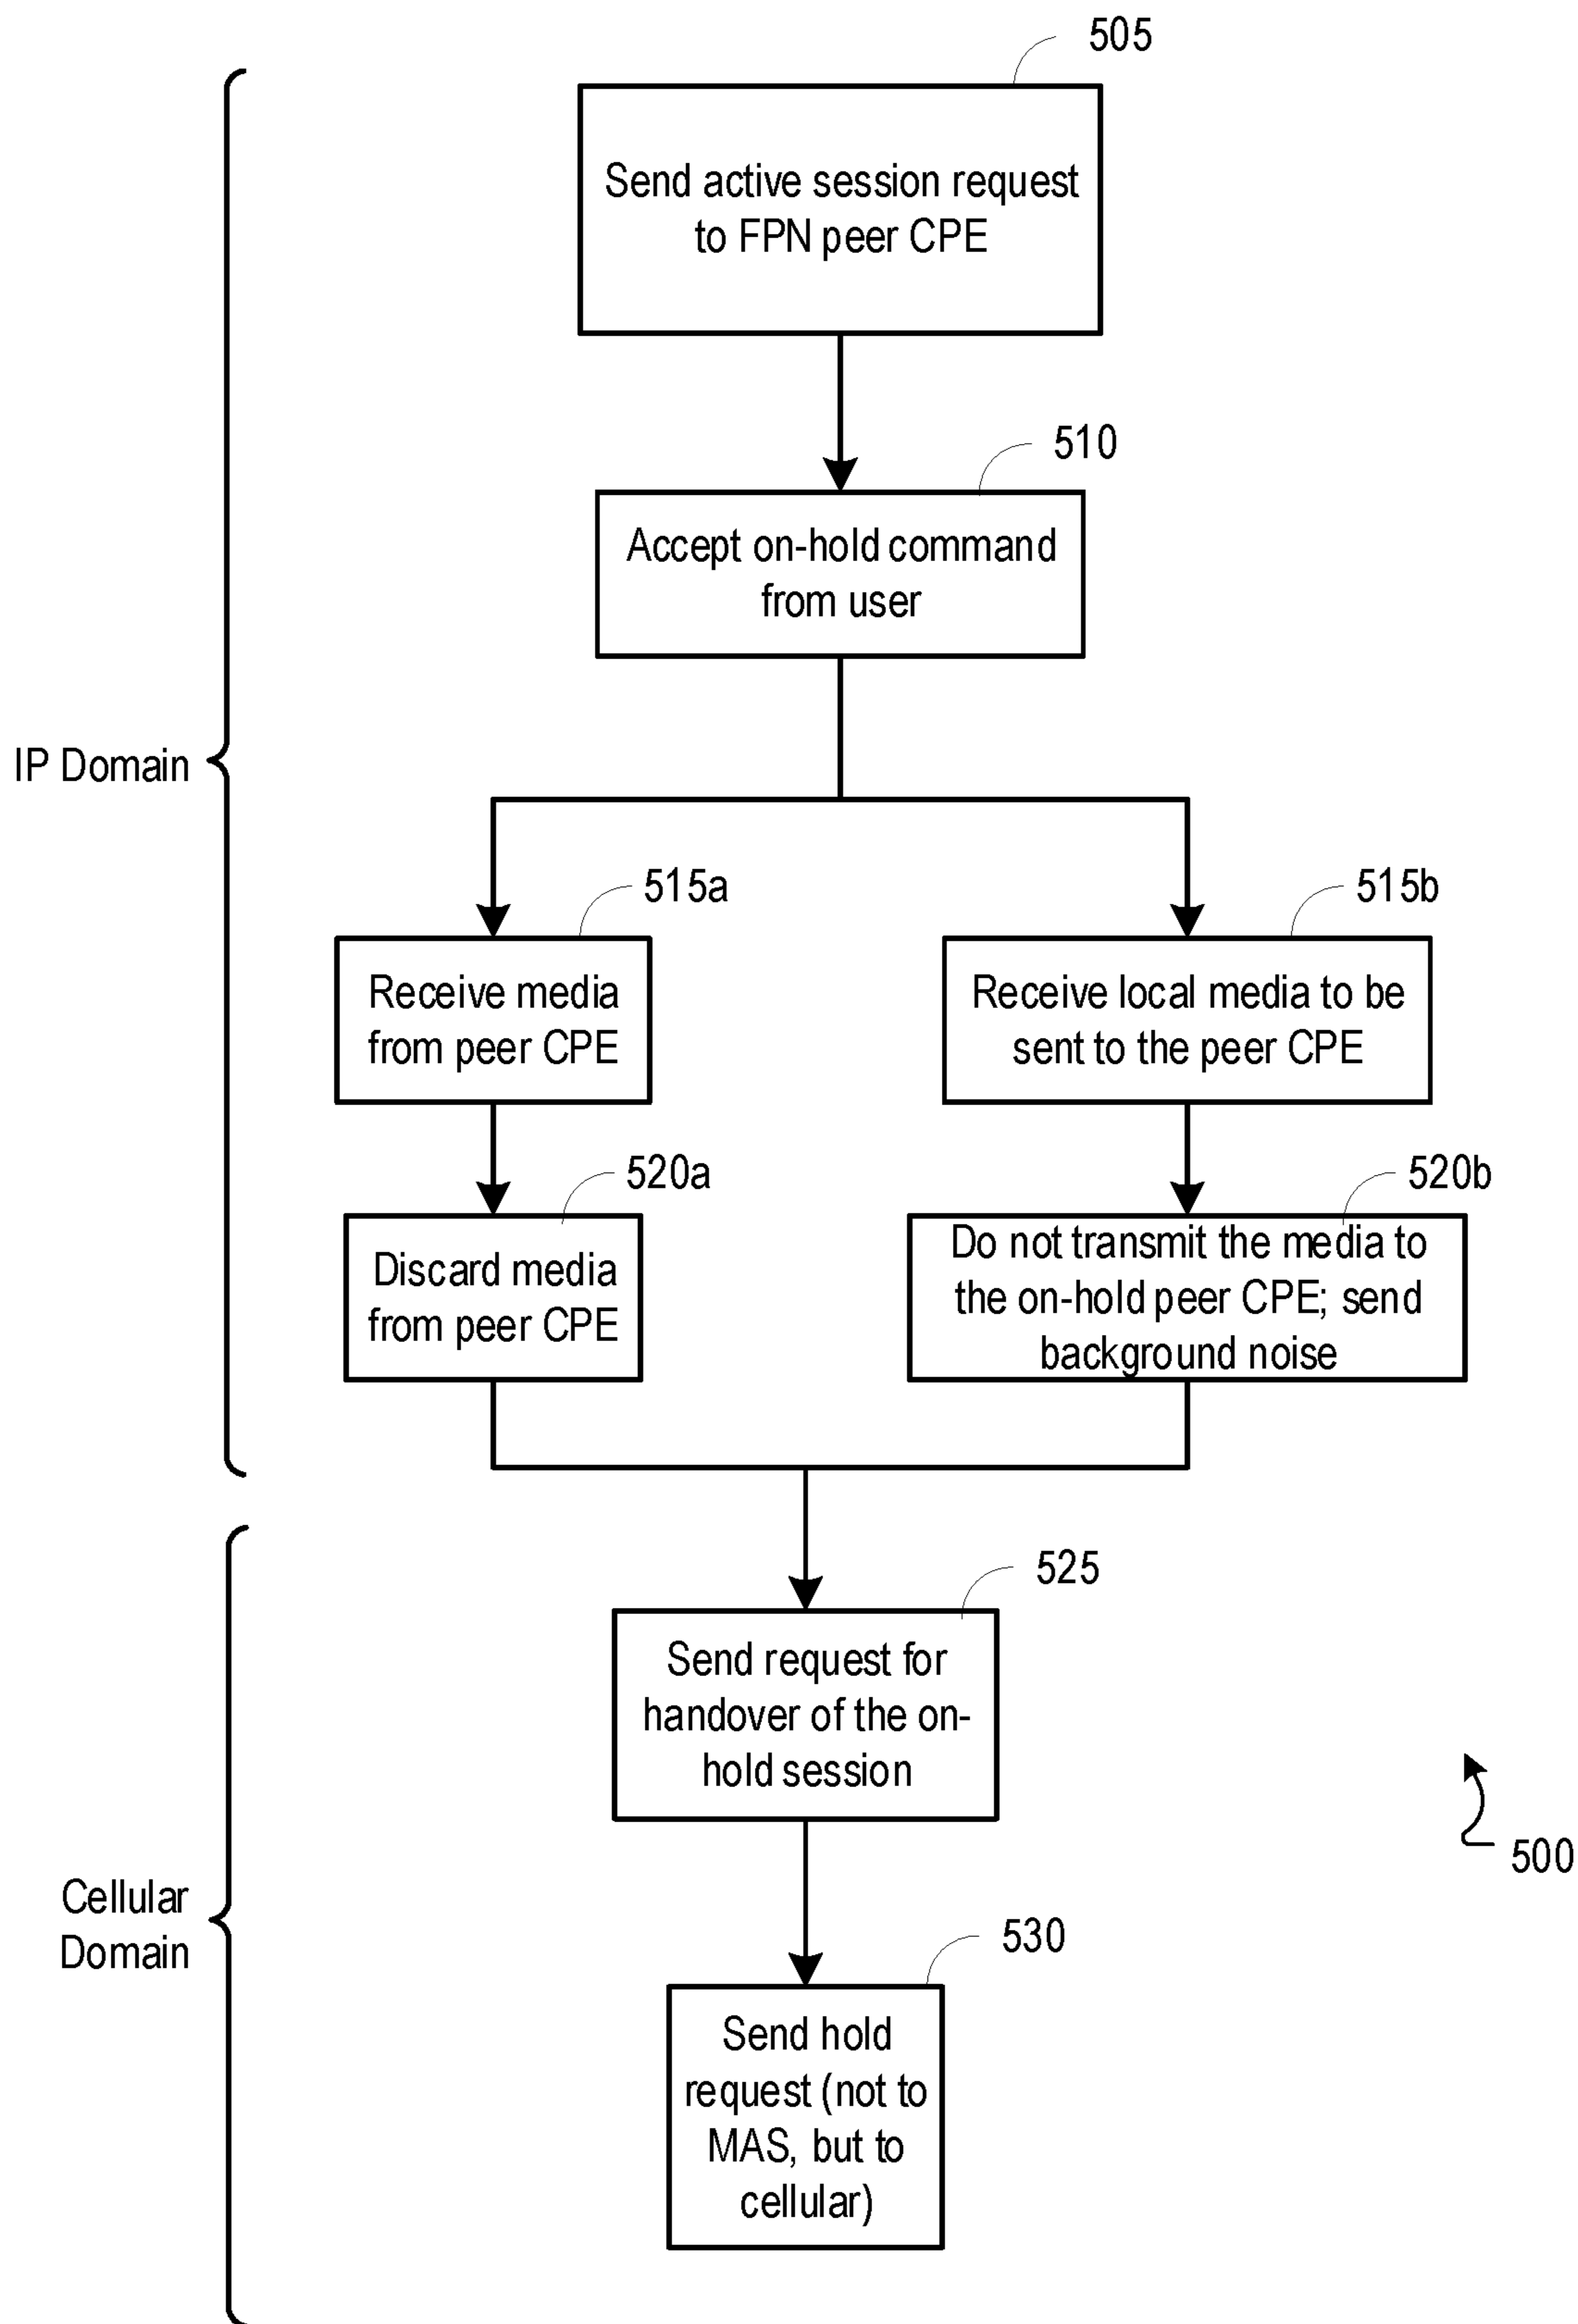 505
Send active session request
to FPN peer CPE
510
Accept on-hold command
from user
IP Domain
515a
515b
Receive media
from peer CPE
Receive local media to be
sent to the peer CPE
520a
520b
Discard media
from peer CPE
Do not transmit the media to
the on-hold peer CPE; send
background noise
525
Send request for
handover of the on-
hold session
500
Cellular
Domain
530
Send hold
request (not to
MAS, but to
cellular)